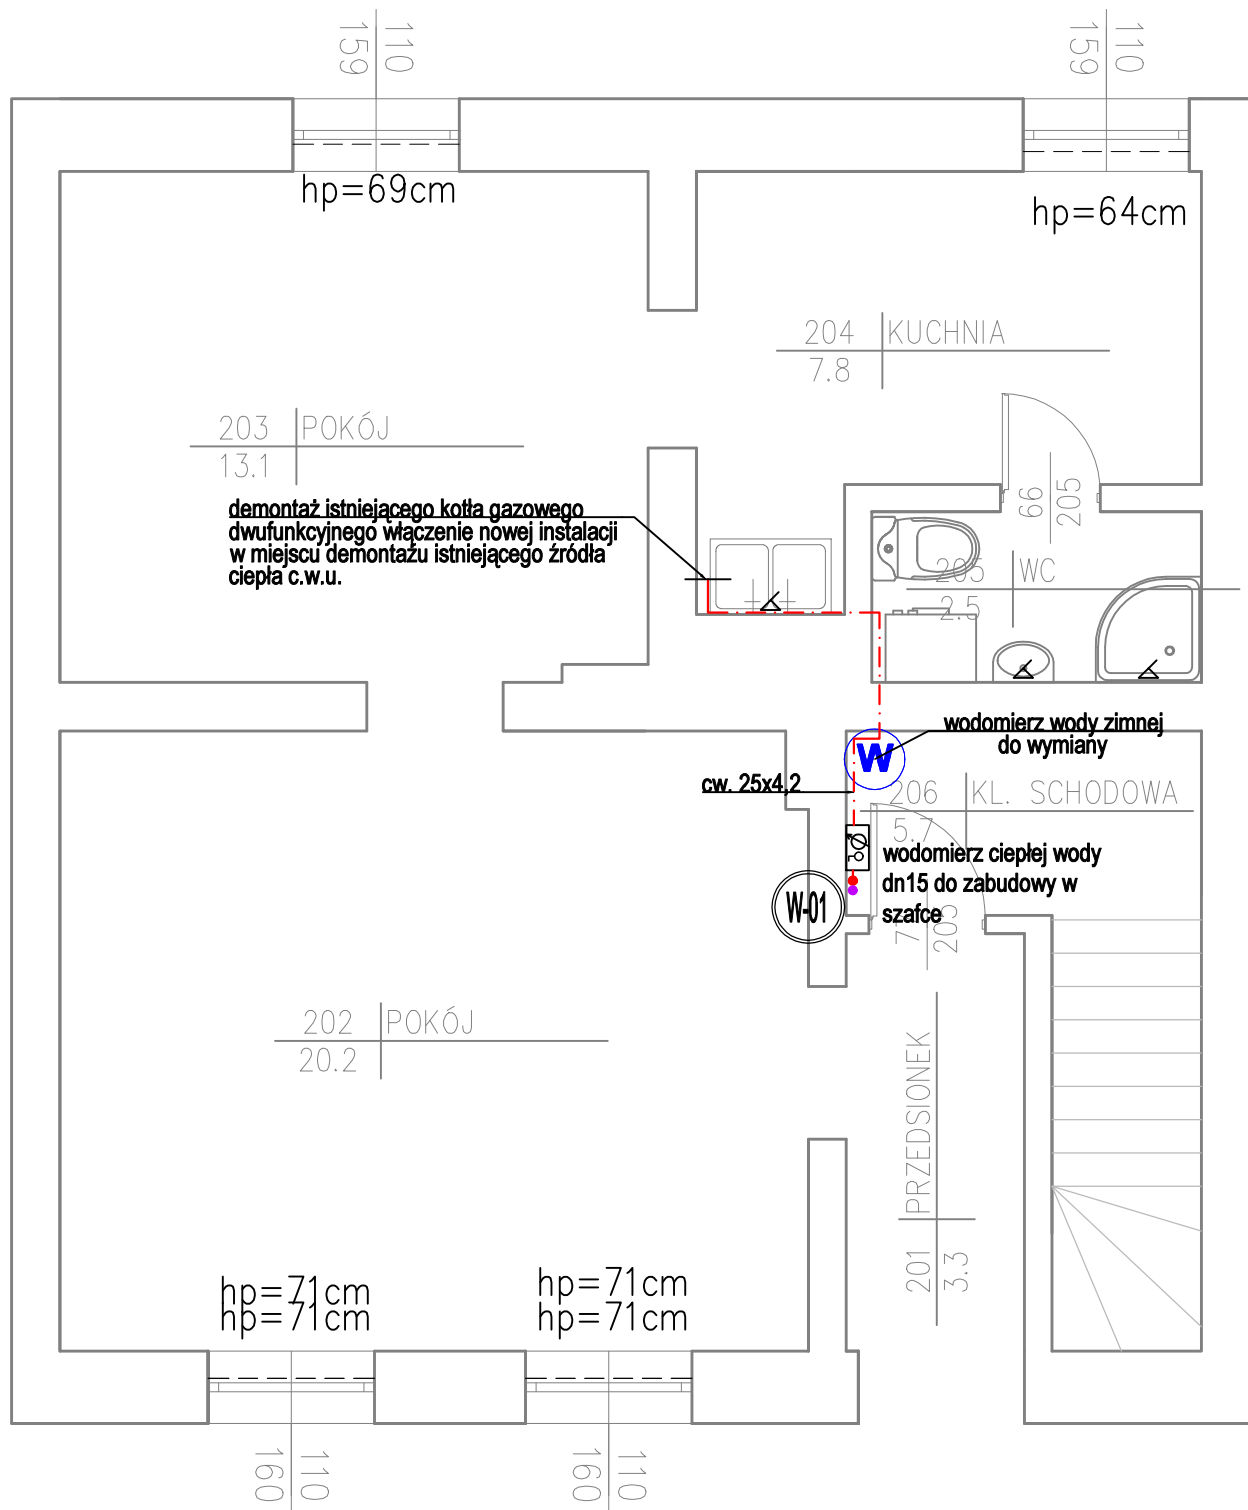 110
159
110
159
hp=69cm
hp=64cm
204 KUCHNIA
7.8
203 POKÓJ
13.1
demontaż istniejącego kotła gazowego
dwufunkcyjnego włączenie nowej instalacji
w miejscu demontażu istniejącego źródła
ciepła c.w.u.
99
205
205 WC
2.5
wodomierz wody zimnej
do wymiany
W
cw. 25x4,2
206 KL. SCHODOWA
5.7
wodomierz ciepłej wody
dn15 do zabudowy w
szafce
W-01
205
202 POKÓJ
20.2
201 PRZEDSIONEK
3.3
hp=71cm
hp=71cm
hp=71cm
hp=71cm
110
160
110
160